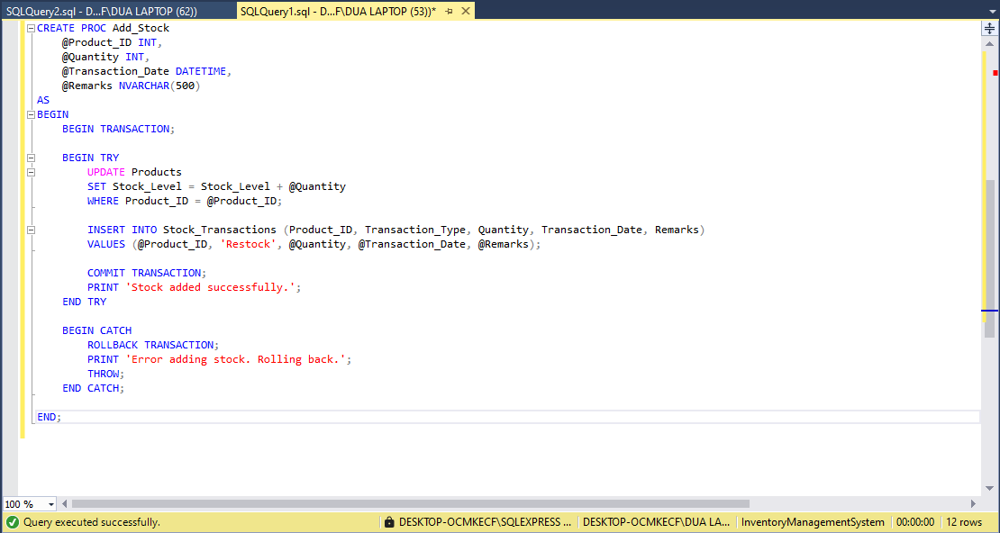 SQLQuery2.sql - D...F\DUA LAPTOP (62))
SQLQuery1.sql - D...F\DUA LAPTOP (53))*
CREATE PROC Add_Stock
    @Product_ID INT,
    @Quantity INT,
    @Transaction_Date DATETIME,
    @Remarks NVARCHAR(500)
AS
BEGIN
    BEGIN TRANSACTION;
    BEGIN TRY
        UPDATE Products
        SET Stock_Level = Stock_Level + @Quantity
        WHERE Product_ID = @Product_ID;
        INSERT INTO Stock_Transactions (Product_ID, Transaction_Type, Quantity, Transaction_Date, Remarks)
        VALUES (@Product_ID, 'Restock', @Quantity, @Transaction_Date, @Remarks);
        COMMIT TRANSACTION;
        PRINT 'Stock added successfully.';
    END TRY
    BEGIN CATCH
        ROLLBACK TRANSACTION;
        PRINT 'Error adding stock. Rolling back.';
        THROW;
    END CATCH;
END;
100 %
Query executed successfully.
DESKTOP-OCMKECF\SQLEXPRESS ...
DESKTOP-OCMKECF\DUA LA...
InventoryManagementSystem
00:00:00
12 rows